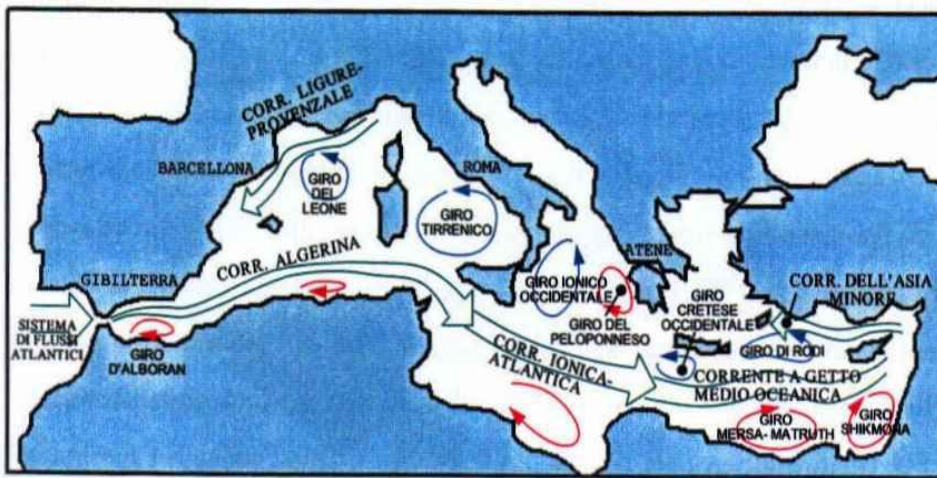 CORR. LIGURE-
PROVENZALE
BARCELLONA
GIRO
DEL
LEONE
ROMA
GIRO
TIRRENICO
GIBILTERRA
CORR. ALGERINA
SISTEMA
DI FLUSSI
ATLANTICI
GIRO
D'ALBORAN
ATENE
GIRO IONICO
OCCIDENTALE
GIRO DEL
PELOPONNESO
GIRO
CRETESE
OCCIDENTALE
CORR. DELL'ASIA
MINORE
GIRO DI RODI
CORR. IONICA-
ATLANTICA
CORRENTE A GETTO
MEDIO OCEANICA
GIRO
MERSA- MATRUTH
GIRO
SHIKMONA